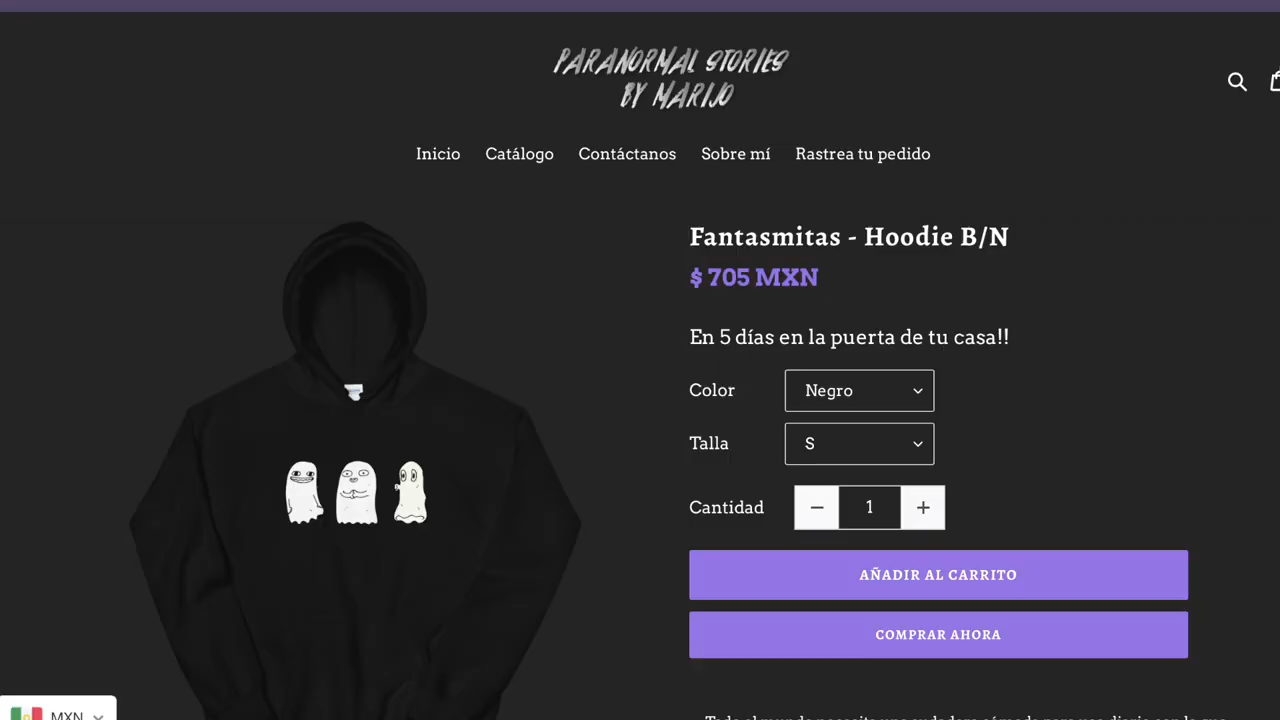 PARANORMAL STORIES
BY MARIJO
Inicio Catálogo Contáctanos Sobre mí Rastrea tu pedido
Fantasmitas - Hoodie B/N
$ 705 MXN
En 5 días en la puerta de tu casa!!
Color Negro
Talla S
Cantidad − 1 +
AÑADIR AL CARRITO
COMPRAR AHORA
MXN